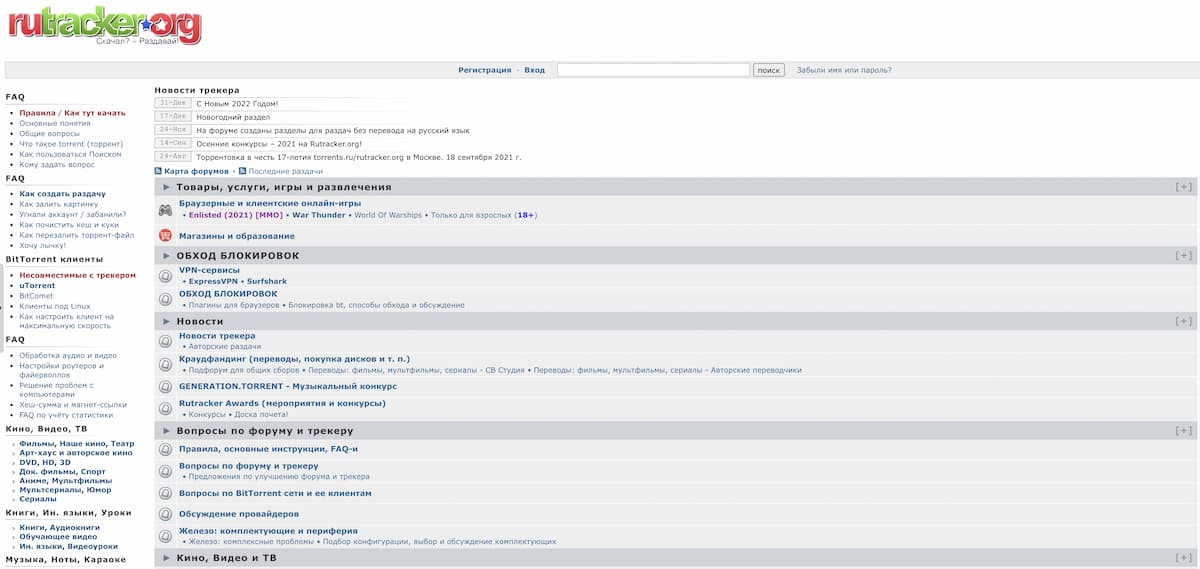 rutracker.org
Скачал? – Раздавай!
Регистрация · Вход
поиск
Забыли имя или пароль?
FAQ
Правила / Как тут качать
Основные понятия
Общие вопросы
Что такое torrent (торрент)
Как пользоваться Поиском
Кому задать вопрос
FAQ
Как создать раздачу
Как залить картинку
Угнали аккаунт / забанили?
Как почистить кеш и куки
Как перезалить торрент-файл
Хочу лычку!
BitTorrent клиенты
Несовместимые с трекером
uTorrent
BitComet
Клиенты под Linux
Как настроить клиент на
максимальную скорость
FAQ
Обработка аудио и видео
Настройки роутеров и
файерволлов
Решение проблем с
компьютерами
Хеш-сумма и магнет-ссылки
FAQ по учёту статистики
Кино, Видео, ТВ
Фильмы, Наше кино, Театр
Арт-хаус и авторское кино
DVD, HD, 3D
Док. фильмы, Спорт
Аниме, Мультфильмы
Мультсериалы, Юмор
Сериалы
Книги, Ин. языки, Уроки
Книги, Аудиокниги
Обучающее видео
Ин. языки, Видеоуроки
Музыка, Ноты, Караоке
Новости трекера
31-Дек С Новым 2022 Годом!
17-Дек Новогодний раздел
24-Ноя На форуме созданы разделы для раздач без перевода на русский язык
14-Сен Осенние конкурсы – 2021 на Rutracker.org!
24-Авг Торрентовка в честь 17-летия torrents.ru/rutracker.org в Москве. 18 сентября 2021 г.
Карта форумов · Последние раздачи
Товары, услуги, игры и развлечения [+]
Браузерные и клиентские онлайн-игры
• Enlisted (2021) [MMO] • War Thunder • World Of Warships • Только для взрослых (18+)
Магазины и образование
ОБХОД БЛОКИРОВОК [+]
VPN-сервисы
• ExpressVPN • Surfshark
ОБХОД БЛОКИРОВОК
• Плагины для браузеров • Блокировка bt, способы обхода и обсуждение
Новости [+]
Новости трекера
• Авторские раздачи
Краудфандинг (переводы, покупка дисков и т. п.)
• Подфорум для общих сборов • Переводы: фильмы, мультфильмы, сериалы - СВ Студия • Переводы: фильмы, мультфильмы, сериалы - Авторские переводчики
GENERATION.TORRENT - Музыкальный конкурс
Rutracker Awards (мероприятия и конкурсы)
• Конкурсы • Доска почета!
Вопросы по форуму и трекеру [+]
Правила, основные инструкции, FAQ-и
Вопросы по форуму и трекеру
• Предложения по улучшению форума и трекера
Вопросы по BitTorrent сети и ее клиентам
Обсуждение провайдеров
Железо: комплектующие и периферия
• Железо: комплексные проблемы • Подбор конфигурации, выбор и обсуждение комплектующих
Кино, Видео и ТВ [+]